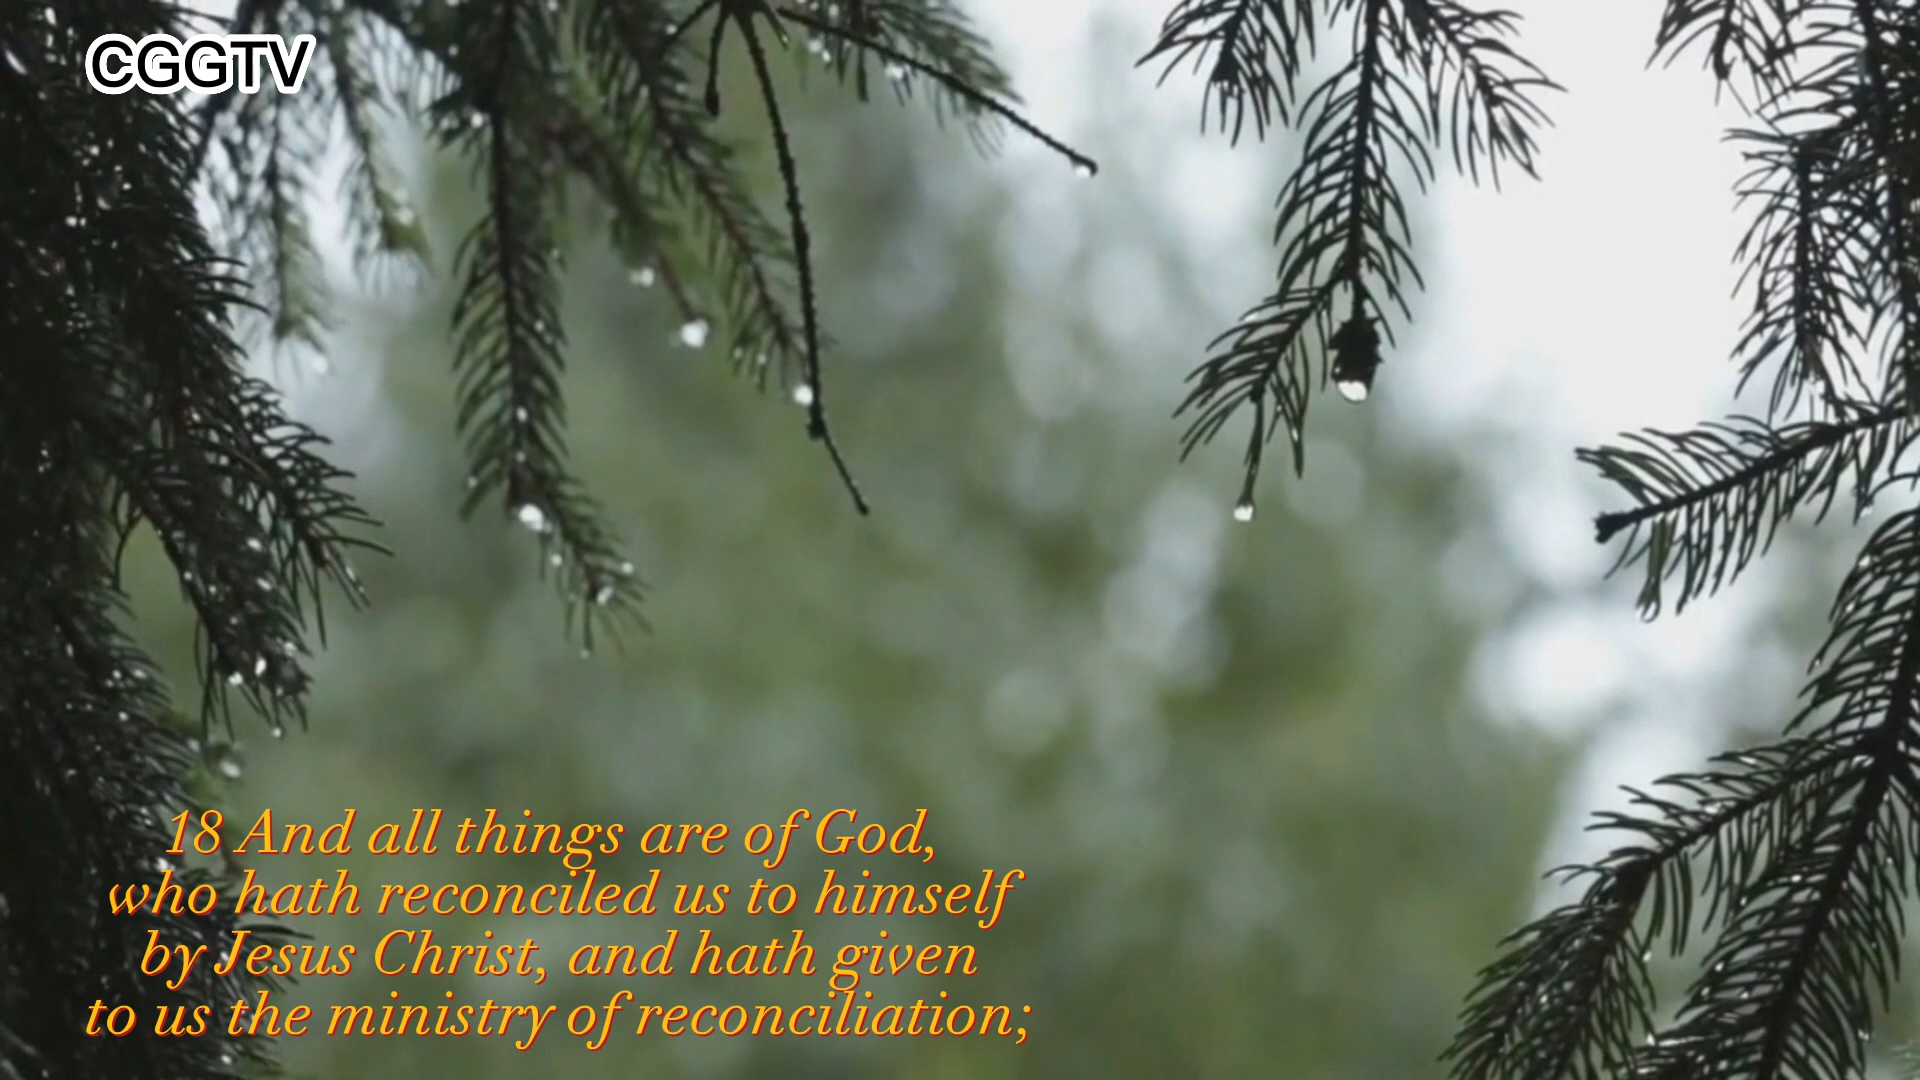 CGGTV
18 And all things are of God,
who hath reconciled us to himself
by Jesus Christ, and hath given
to us the ministry of reconciliation;